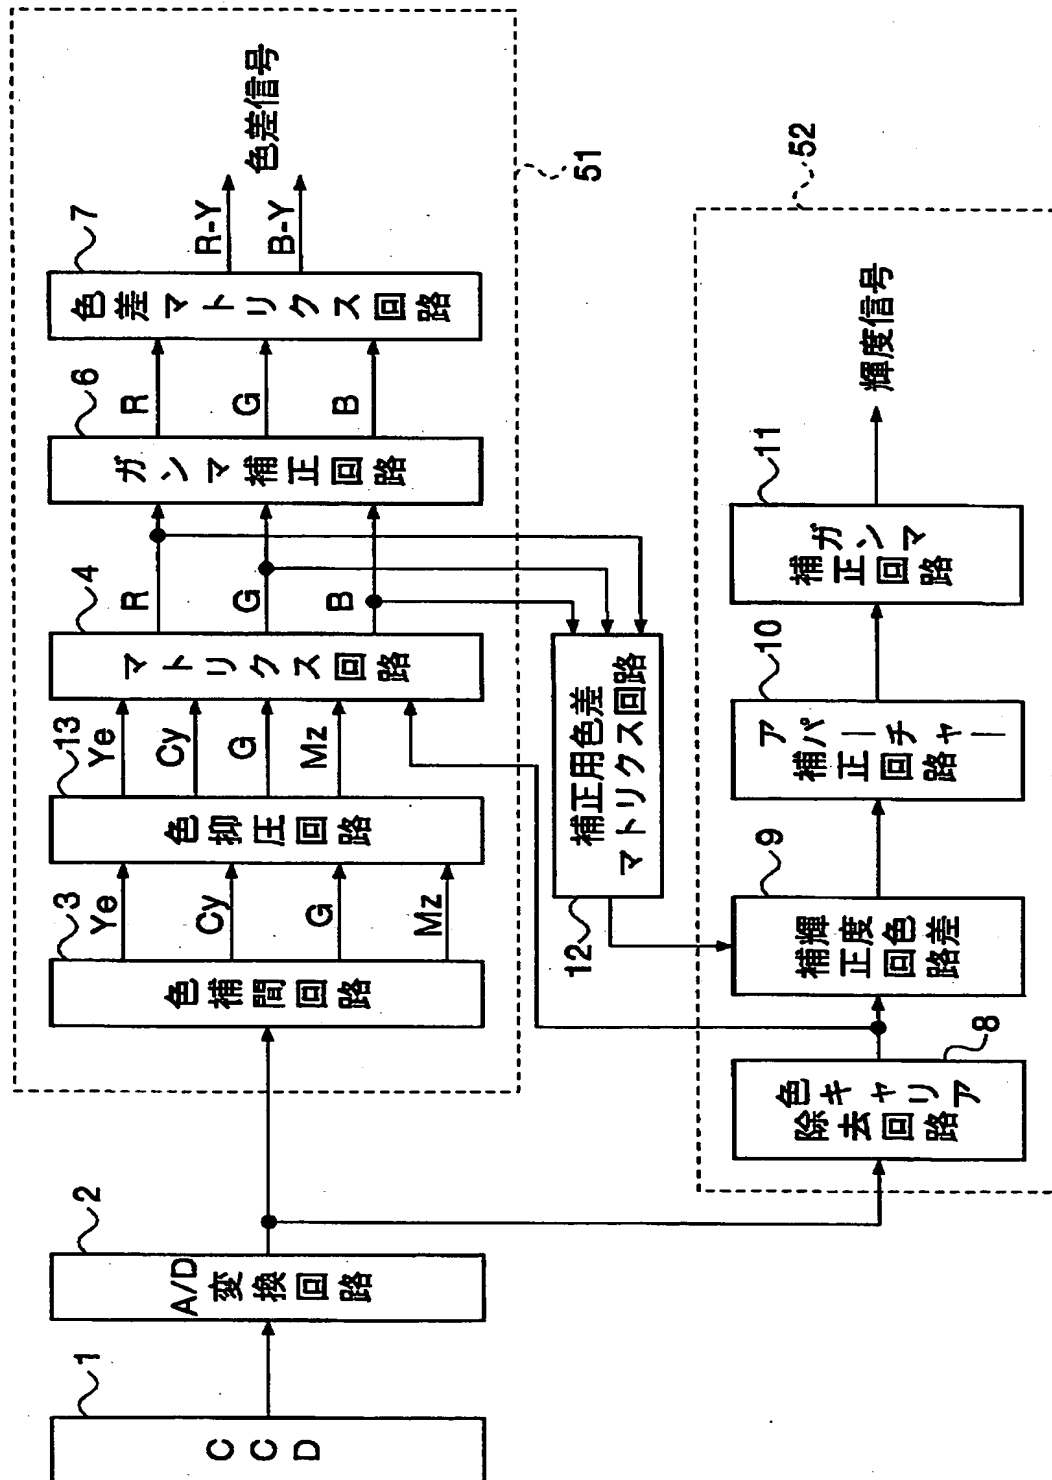 1
CCD
2
A/D
変換回路
51
3
色補間回路
Ye
Cy
G
Mz
13
色抑圧回路
Ye
Cy
G
Mz
4
マトリクス回路
R
G
B
6
ガンマ補正回路
R
G
B
7
色差マトリクス回路
R-Y
B-Y
色差信号
12
補正用色差
マトリクス回路
52
8
色キャリア
除去回路
9
輝度色差
補正回路
10
アパーチャー
補正回路
11
ガンマ
補正回路
輝度信号